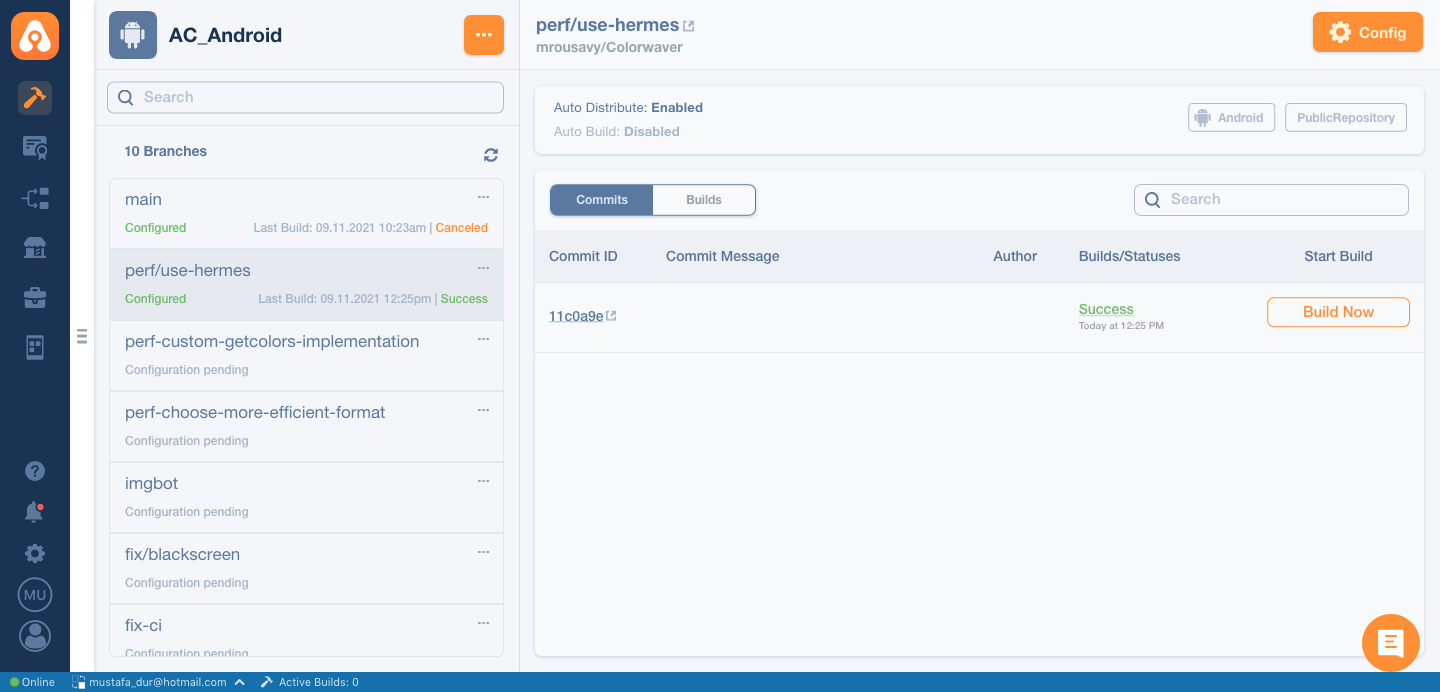 AC_Android
Search
10 Branches
main
Configured
Last Build: 09.11.2021 10:23am | Canceled
perf/use-hermes
Configured
Last Build: 09.11.2021 12:25pm | Success
perf-custom-getcolors-implementation
Configuration pending
perf-choose-more-efficient-format
Configuration pending
imgbot
Configuration pending
fix/blackscreen
Configuration pending
fix-ci
Configuration pending
perf/use-hermes
mrousavy/Colorwaver
Config
Auto Distribute: Enabled
Auto Build: Disabled
Android
PublicRepository
Commits
Builds
Search
Commit ID
Commit Message
Author
Builds/Statuses
Start Build
11c0a9e
Success
Today at 12:25 PM
Build Now
MU
Online
mustafa_dur@hotmail.com
Active Builds: 0